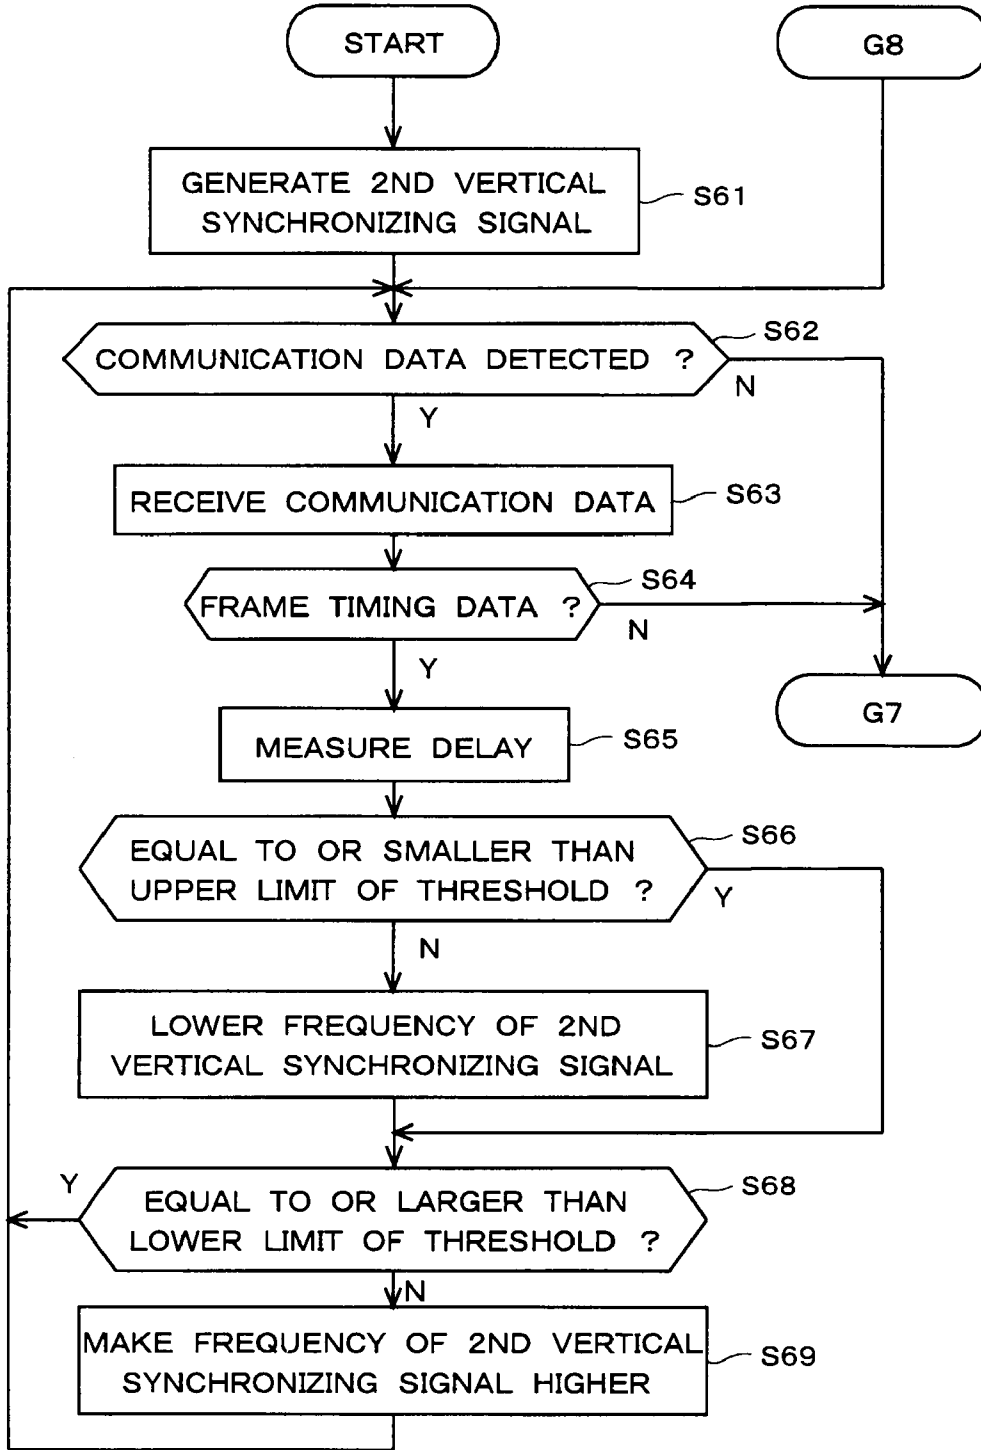 START
G8
GENERATE 2ND VERTICAL
SYNCHRONIZING SIGNAL
S61
COMMUNICATION DATA DETECTED ?
S62
N
Y
RECEIVE COMMUNICATION DATA
S63
FRAME TIMING DATA ?
S64
N
Y
G7
MEASURE DELAY
S65
EQUAL TO OR SMALLER THAN
UPPER LIMIT OF THRESHOLD ?
S66
Y
N
LOWER FREQUENCY OF 2ND
VERTICAL SYNCHRONIZING SIGNAL
S67
Y
EQUAL TO OR LARGER THAN
LOWER LIMIT OF THRESHOLD ?
S68
N
MAKE FREQUENCY OF 2ND VERTICAL
SYNCHRONIZING SIGNAL HIGHER
S69